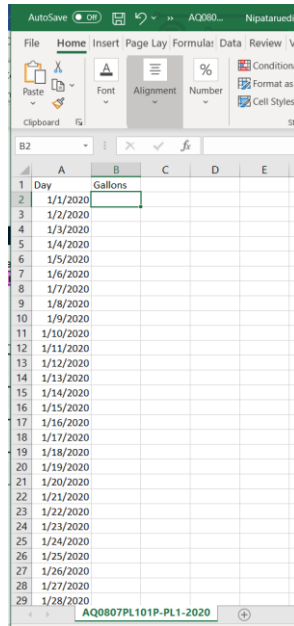 AutoSave Off AQ080... Nipataruedi
File Home Insert Page Lay Formulas Data Review V
Paste Font Alignment Number Condition
Format as
Cell Styles
Clipboard St
B2 fx
A B C D E
1 Day Gallons
2 1/1/2020
3 1/2/2020
4 1/3/2020
5 1/4/2020
6 1/5/2020
7 1/6/2020
8 1/7/2020
9 1/8/2020
10 1/9/2020
11 1/10/2020
12 1/11/2020
13 1/12/2020
14 1/13/2020
15 1/14/2020
16 1/15/2020
17 1/16/2020
18 1/17/2020
19 1/18/2020
20 1/19/2020
21 1/20/2020
22 1/21/2020
23 1/22/2020
24 1/23/2020
25 1/24/2020
26 1/25/2020
27 1/26/2020
28 1/27/2020
29 1/28/2020
AQ0807PL101P-PL1-2020